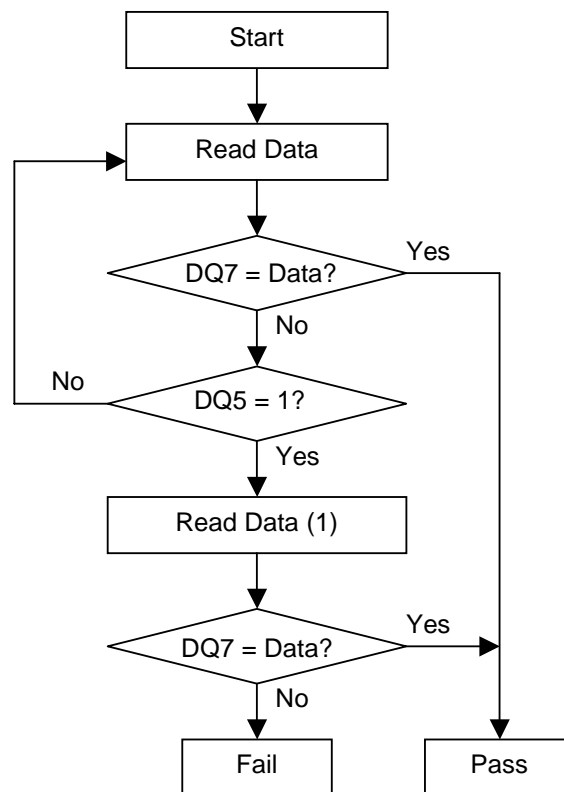 Start
Read Data
DQ7 = Data?
Yes
No
DQ5 = 1?
No
Yes
Read Data (1)
DQ7 = Data?
Yes
No
Fail
Pass